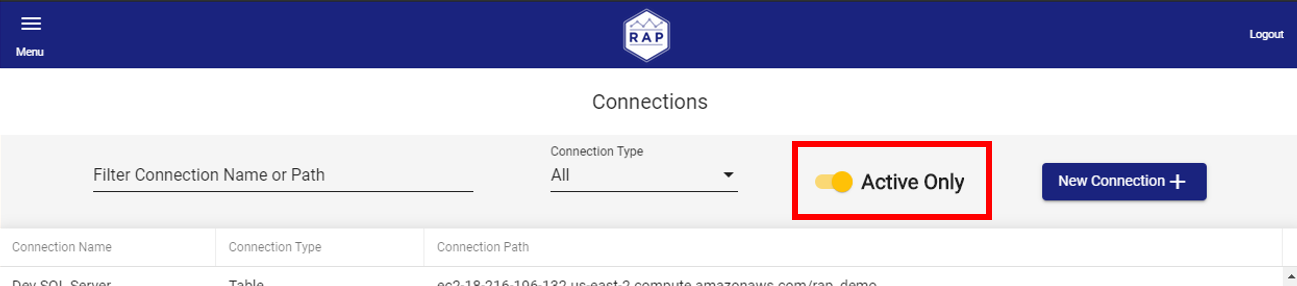 Menu
RAP
Logout
Connections
Filter Connection Name or Path
Connection Type
All
Active Only
New Connection +
Connection Name Connection Type Connection Path
Dev SQL Server Table ec2-18-216-196-132.us-east-2.compute.amazonaws.com/rap_demo